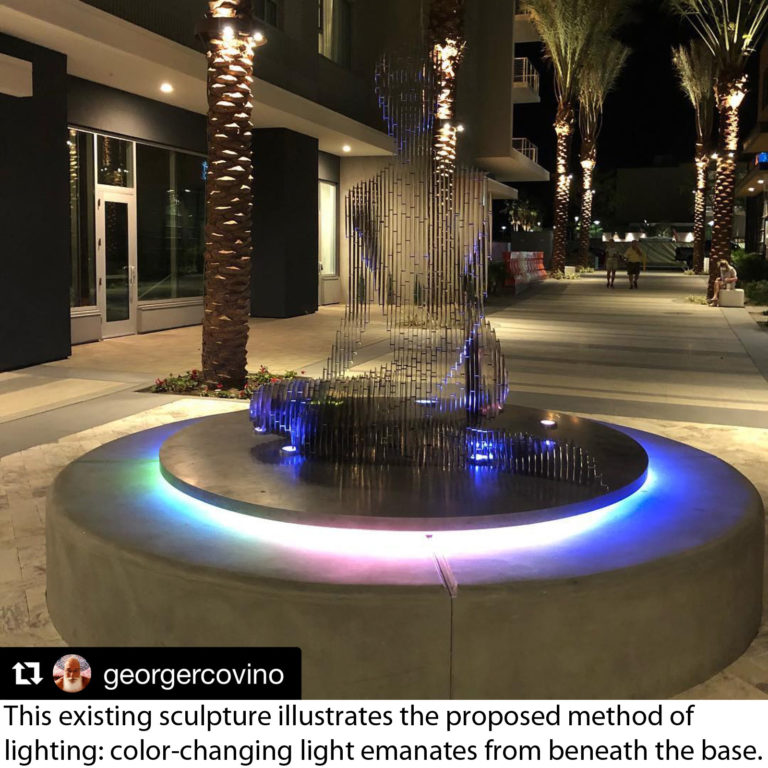 georgercovino
This existing sculpture illustrates the proposed method of
lighting: color-changing light emanates from beneath the base.